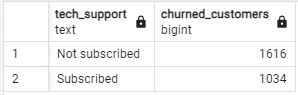 tech_support churned_customers
text bigint
1 Not subscribed 1616
2 Subscribed 1034